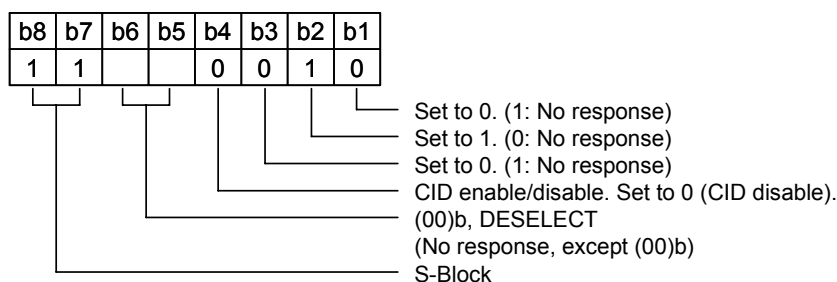 b8 b7 b6 b5 b4 b3 b2 b1
1 1 0 0 1 0
Set to 0. (1: No response)
Set to 1. (0: No response)
Set to 0. (1: No response)
CID enable/disable. Set to 0 (CID disable).
(00)b, DESELECT
(No response, except (00)b)
S-Block